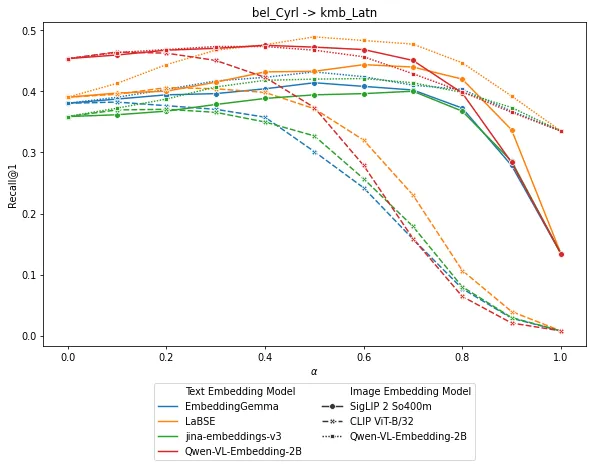 bel_Cyrl -> kmb_Latn
Recall@1
0.5
0.4
0.3
0.2
0.1
0.0
0.0 0.2 0.4 0.6 0.8 1.0
α
Text Embedding Model
EmbeddingGemma
LaBSE
jina-embeddings-v3
Qwen-VL-Embedding-2B
Image Embedding Model
SigLIP 2 So400m
CLIP ViT-B/32
Qwen-VL-Embedding-2B